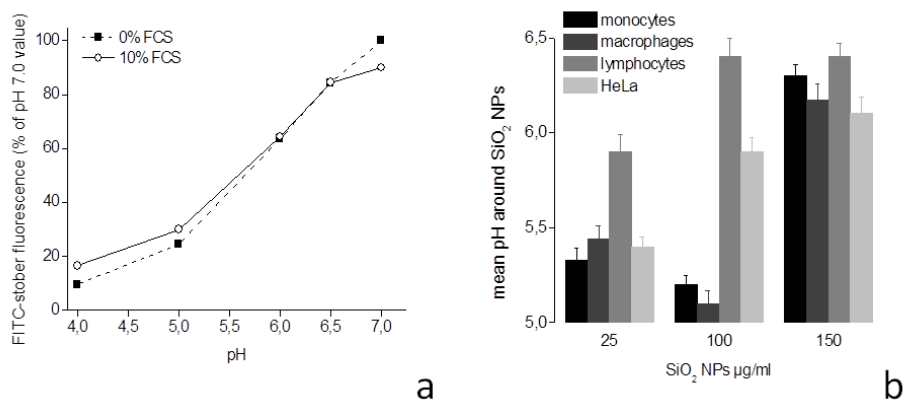 0% FCS
10% FCS
FITC-stober fluorescence (% of pH 7.0 value)
100
80
60
40
20
0
4,0 4,5 5,0 5,5 6,0 6,5 7,0
pH
a
monocytes
macrophages
lymphocytes
HeLa
mean pH around SiO₂ NPs
6,5
6,0
5,5
5,0
25 100 150
SiO₂ NPs µg/ml
b